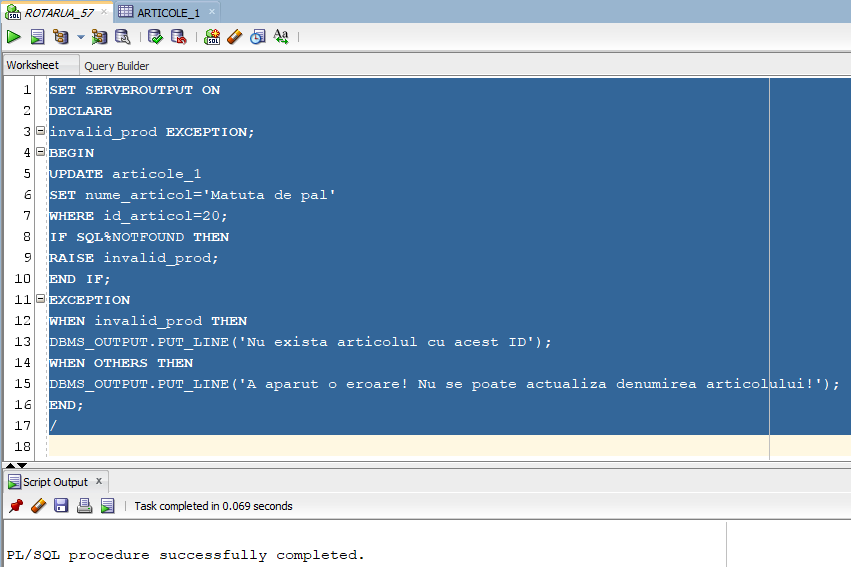 ROTARUA_57
ARTICOLE_1
Worksheet
Query Builder
1 SET SERVEROUTPUT ON
2 DECLARE
3 invalid_prod EXCEPTION;
4 BEGIN
5 UPDATE articole_1
6 SET nume_articol='Matuta de pal'
7 WHERE id_articol=20;
8 IF SQL%NOTFOUND THEN
9 RAISE invalid_prod;
10 END IF;
11 EXCEPTION
12 WHEN invalid_prod THEN
13 DBMS_OUTPUT.PUT_LINE('Nu exista articolul cu acest ID');
14 WHEN OTHERS THEN
15 DBMS_OUTPUT.PUT_LINE('A aparut o eroare! Nu se poate actualiza denumirea articolului!');
16 END;
17 /
18
Script Output
Task completed in 0.069 seconds
PL/SQL procedure successfully completed.